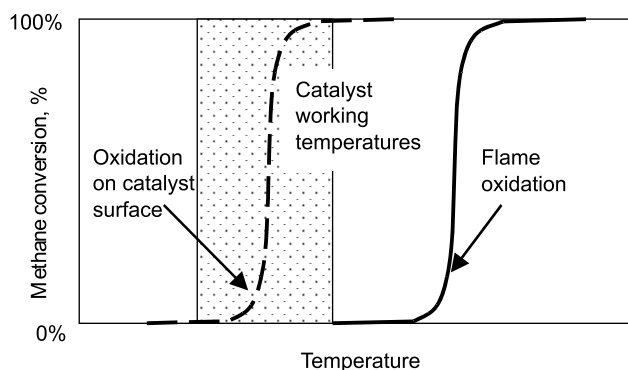 100%
Methane conversion, %
0%
Oxidation
on catalyst
surface
Catalyst
working
temperatures
Flame
oxidation
Temperature